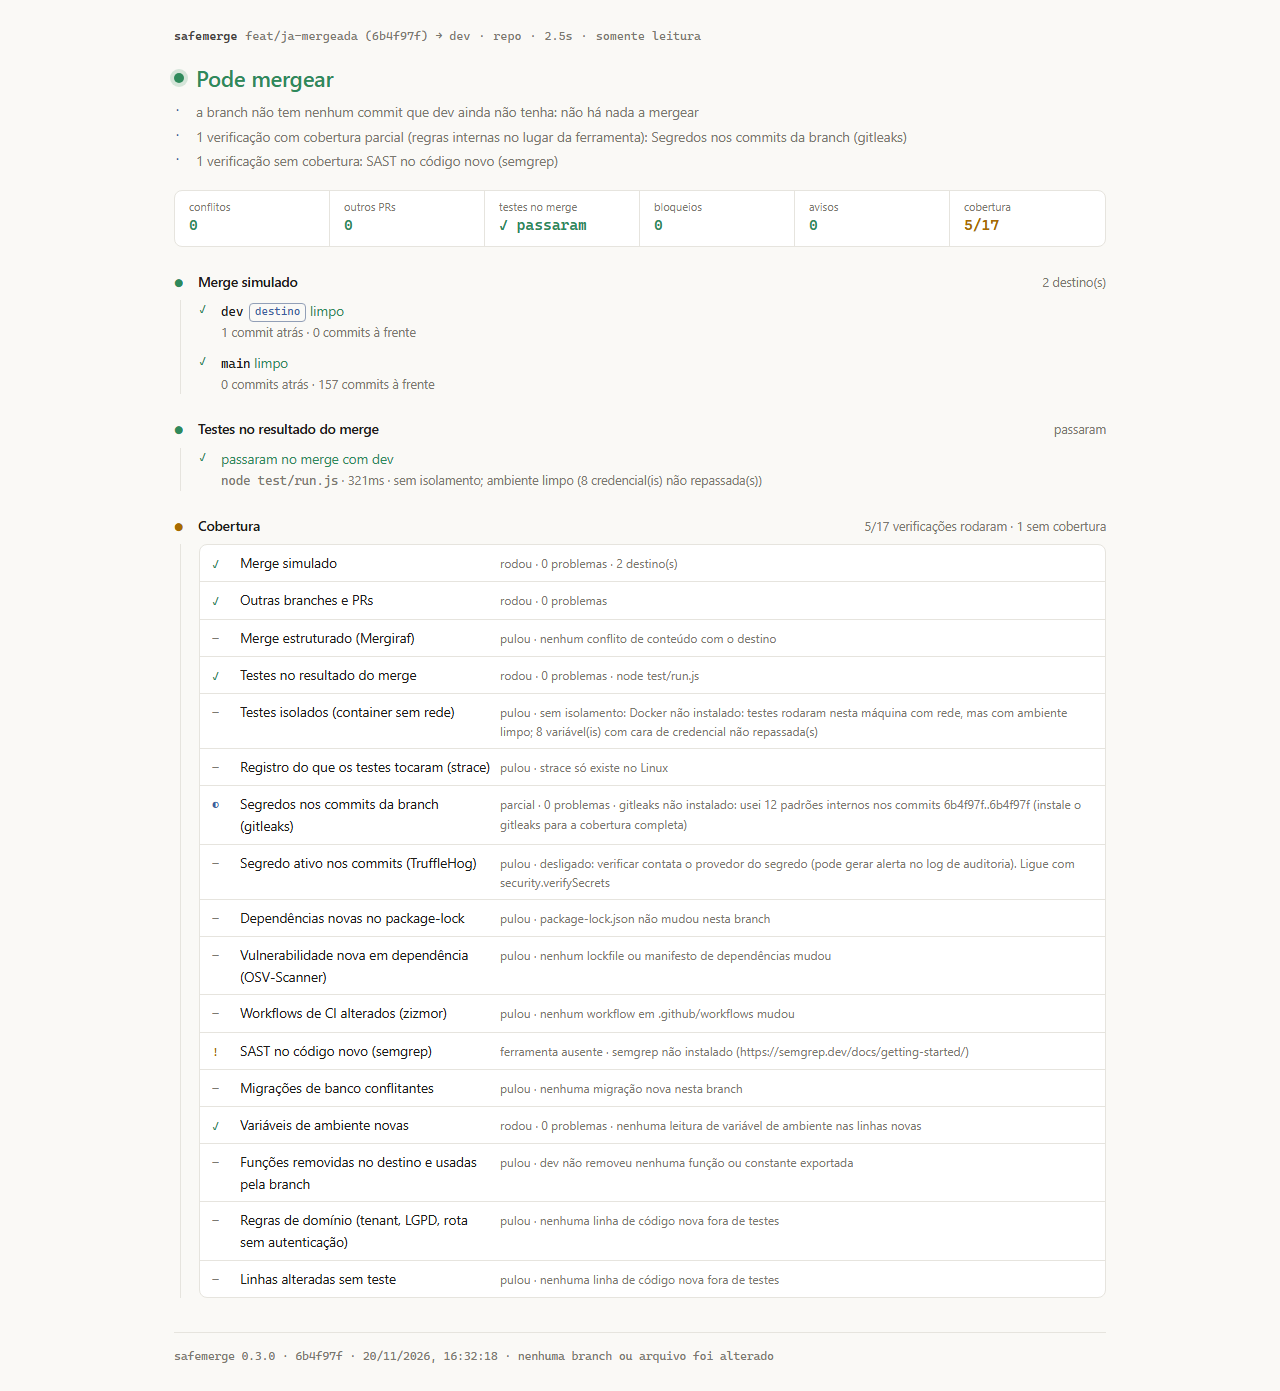 safemerge feat/ja-mergeada (6b4f97f) → dev · repo · 2.5s · somente leitura
Pode mergear
· a branch não tem nenhum commit que dev ainda não tenha: não há nada a mergear
· 1 verificação com cobertura parcial (regras internas no lugar da ferramenta): Segredos nos commits da branch (gitleaks)
· 1 verificação sem cobertura: SAST no código novo (semgrep)
conflitos
0
outros PRs
0
testes no merge
✓ passaram
bloqueios
0
avisos
0
cobertura
5/17
Merge simulado 2 destino(s)
✓ dev destino limpo
1 commit atrás · 0 commits à frente
✓ main limpo
0 commits atrás · 157 commits à frente
Testes no resultado do merge passaram
✓ passaram no merge com dev
node test/run.js · 321ms · sem isolamento; ambiente limpo (8 credencial(is) não repassada(s))
Cobertura 5/17 verificações rodaram · 1 sem cobertura
✓ Merge simulado rodou · 0 problemas · 2 destino(s)
✓ Outras branches e PRs rodou · 0 problemas
– Merge estruturado (Mergiraf) pulou · nenhum conflito de conteúdo com o destino
✓ Testes no resultado do merge rodou · 0 problemas · node test/run.js
– Testes isolados (container sem rede) pulou · sem isolamento: Docker não instalado: testes rodaram nesta máquina com rede, mas com ambiente
limpo; 8 variável(is) com cara de credencial não repassada(s)
– Registro do que os testes tocaram (strace) pulou · strace só existe no Linux
◐ Segredos nos commits da branch
(gitleaks)
parcial · 0 problemas · gitleaks não instalado: usei 12 padrões internos nos commits 6b4f97f..6b4f97f (instale o
gitleaks para a cobertura completa)
– Segredo ativo nos commits (TruffleHog) pulou · desligado: verificar contata o provedor do segredo (pode gerar alerta no log de auditoria). Ligue com
security.verifySecrets
– Dependências novas no package-lock pulou · package-lock.json não mudou nesta branch
– Vulnerabilidade nova em dependência
(OSV-Scanner)
pulou · nenhum lockfile ou manifesto de dependências mudou
– Workflows de CI alterados (zizmor) pulou · nenhum workflow em .github/workflows mudou
! SAST no código novo (semgrep) ferramenta ausente · semgrep não instalado (https://semgrep.dev/docs/getting-started/)
– Migrações de banco conflitantes pulou · nenhuma migração nova nesta branch
✓ Variáveis de ambiente novas rodou · 0 problemas · nenhuma leitura de variável de ambiente nas linhas novas
– Funções removidas no destino e usadas
pela branch
pulou · dev não removeu nenhuma função ou constante exportada
– Regras de domínio (tenant, LGPD, rota
sem autenticação)
pulou · nenhuma linha de código nova fora de testes
– Linhas alteradas sem teste pulou · nenhuma linha de código nova fora de testes
safemerge 0.3.0 · 6b4f97f · 20/11/2026, 16:32:18 · nenhuma branch ou arquivo foi alterado